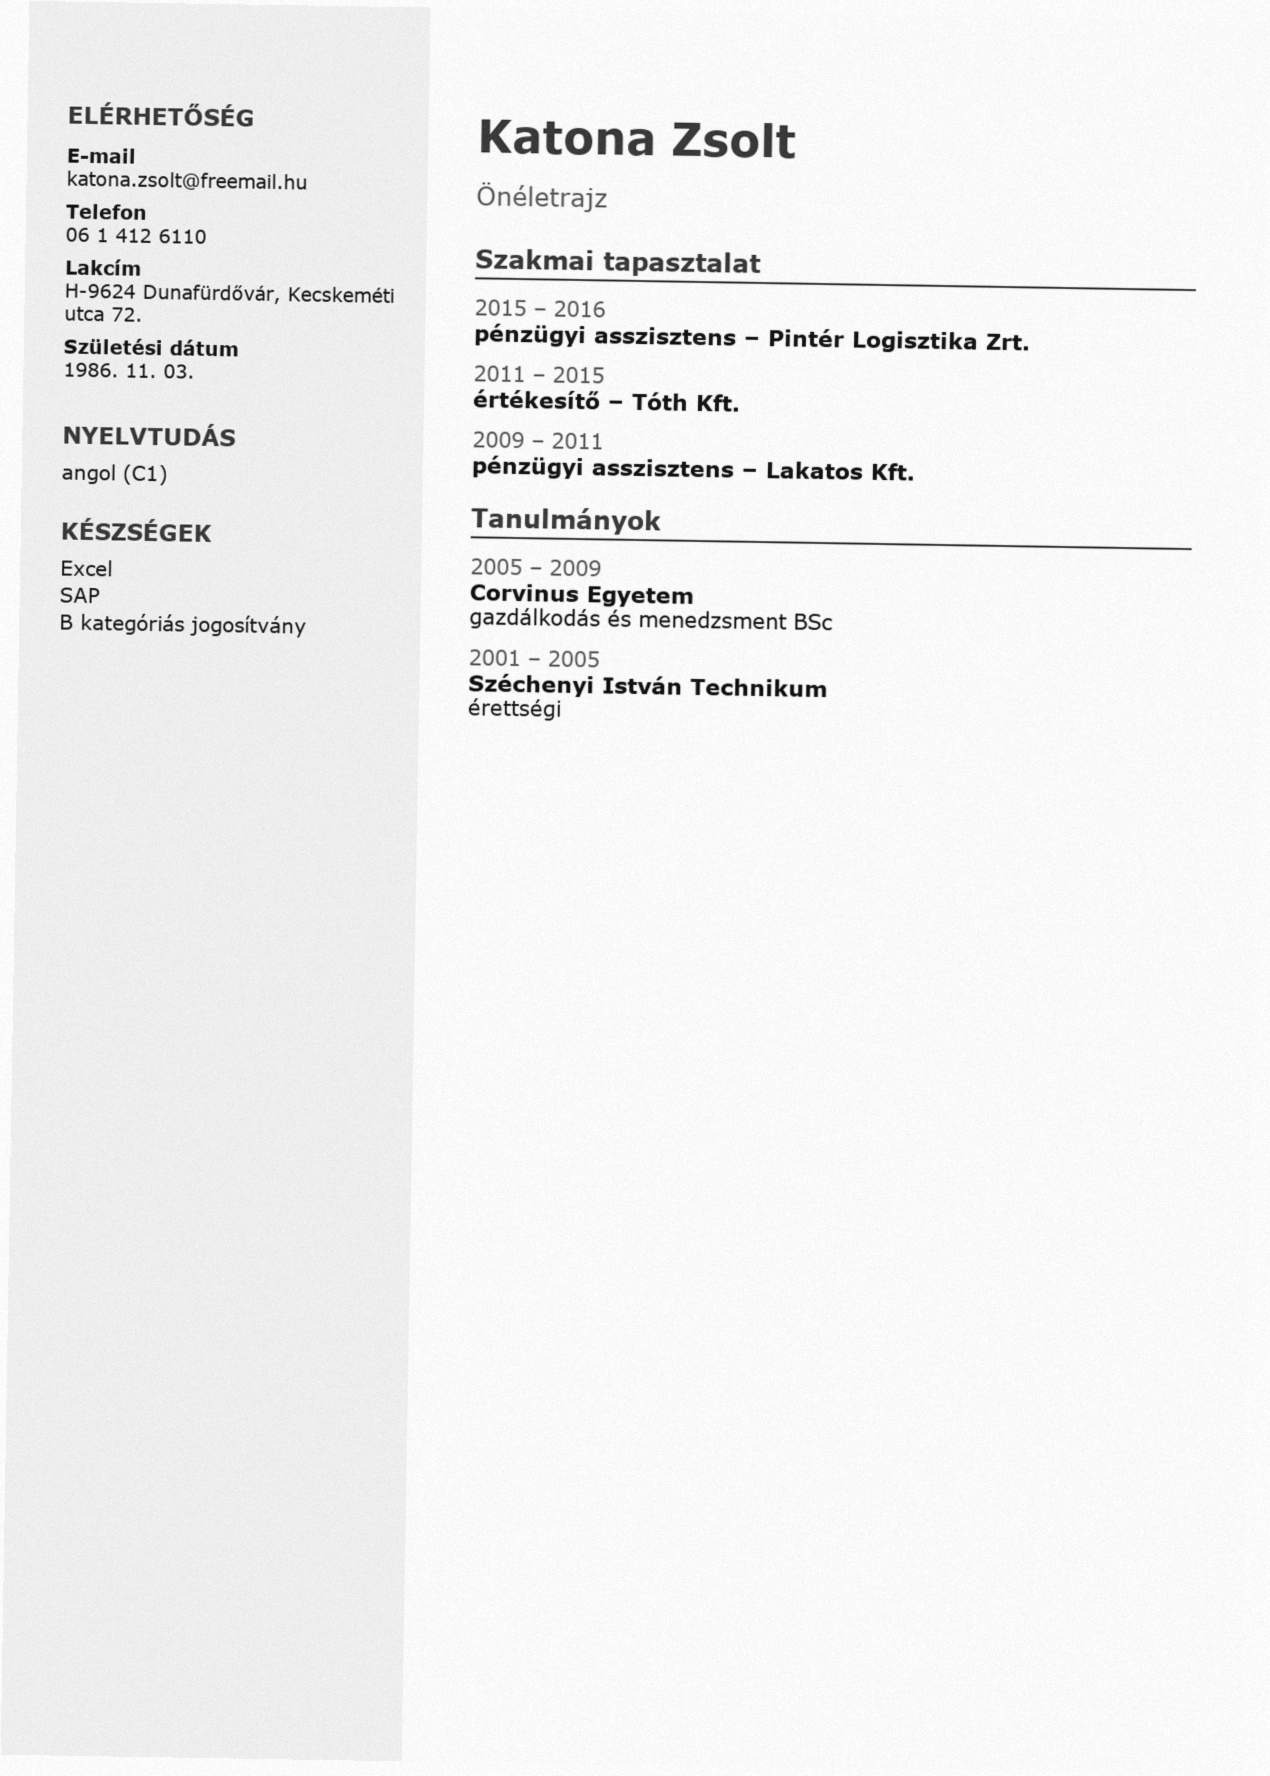 ELÉRHETŐSÉG
E-mail
katona.zsolt@freemail.hu
Telefon
06 1 412 6110
Lakcím
H-9624 Dunafürdővár, Kecskeméti
utca 72.
Születési dátum
1986. 11. 03.
NYELVTUDÁS
angol (C1)
KÉSZSÉGEK
Excel
SAP
B kategóriás jogosítvány
Katona Zsolt
Önéletrajz
Szakmai tapasztalat
2015 – 2016
pénzügyi asszisztens – Pintér Logisztika Zrt.
2011 – 2015
értékesítő – Tóth Kft.
2009 – 2011
pénzügyi asszisztens – Lakatos Kft.
Tanulmányok
2005 – 2009
Corvinus Egyetem
gazdálkodás és menedzsment BSc
2001 – 2005
Széchenyi István Technikum
érettségi